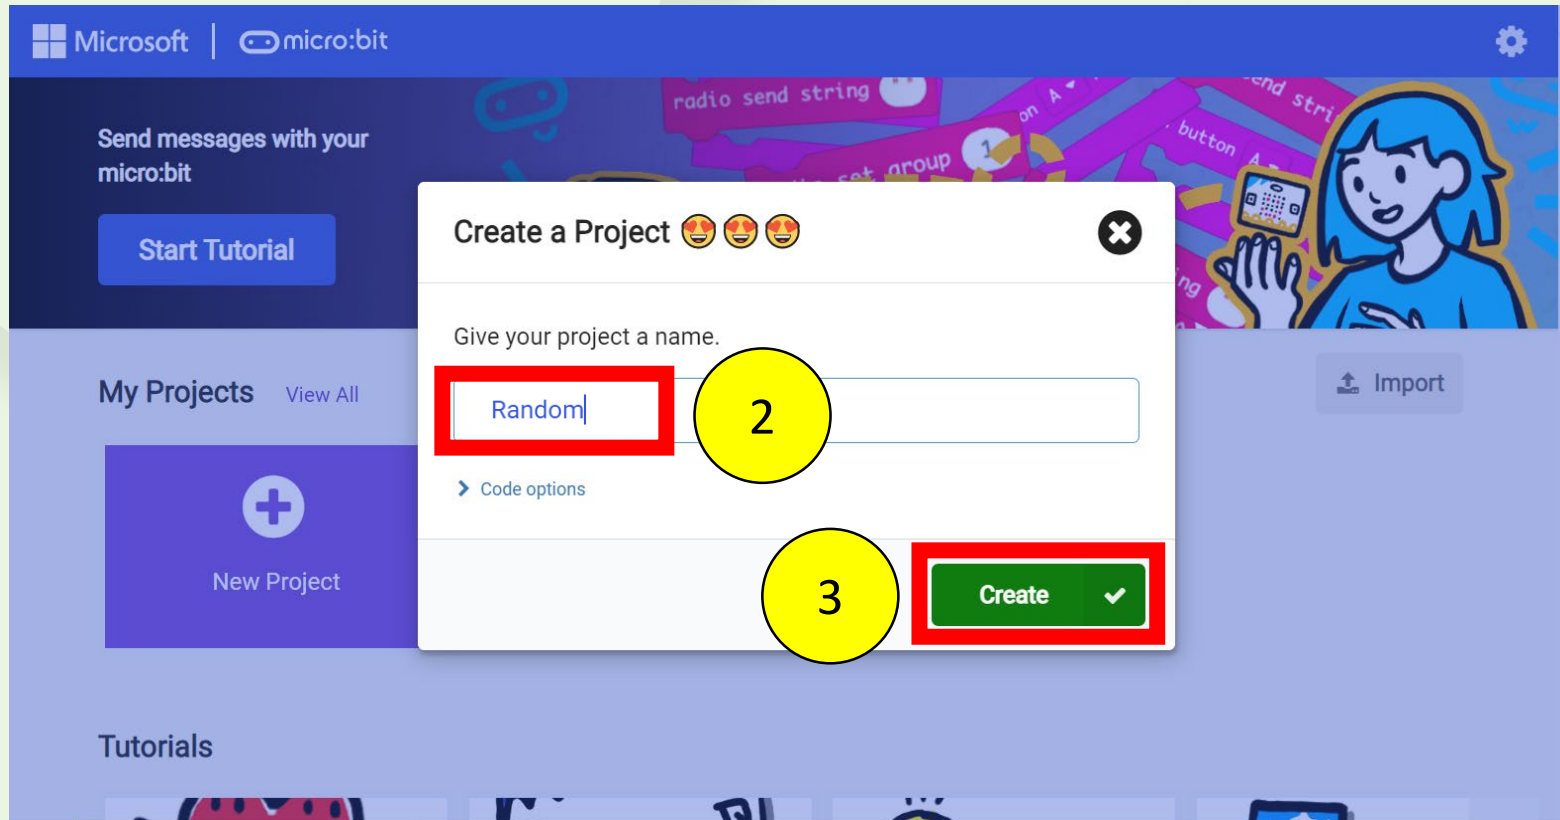 Microsoft | micro:bit
radio send string
Send messages with your
micro:bit
set group 1
button A
Start Tutorial
Create a Project 😍😍😍
Give your project a name.
My Projects View All
Import
Random
2
Code options
New Project
3
Create
Tutorials